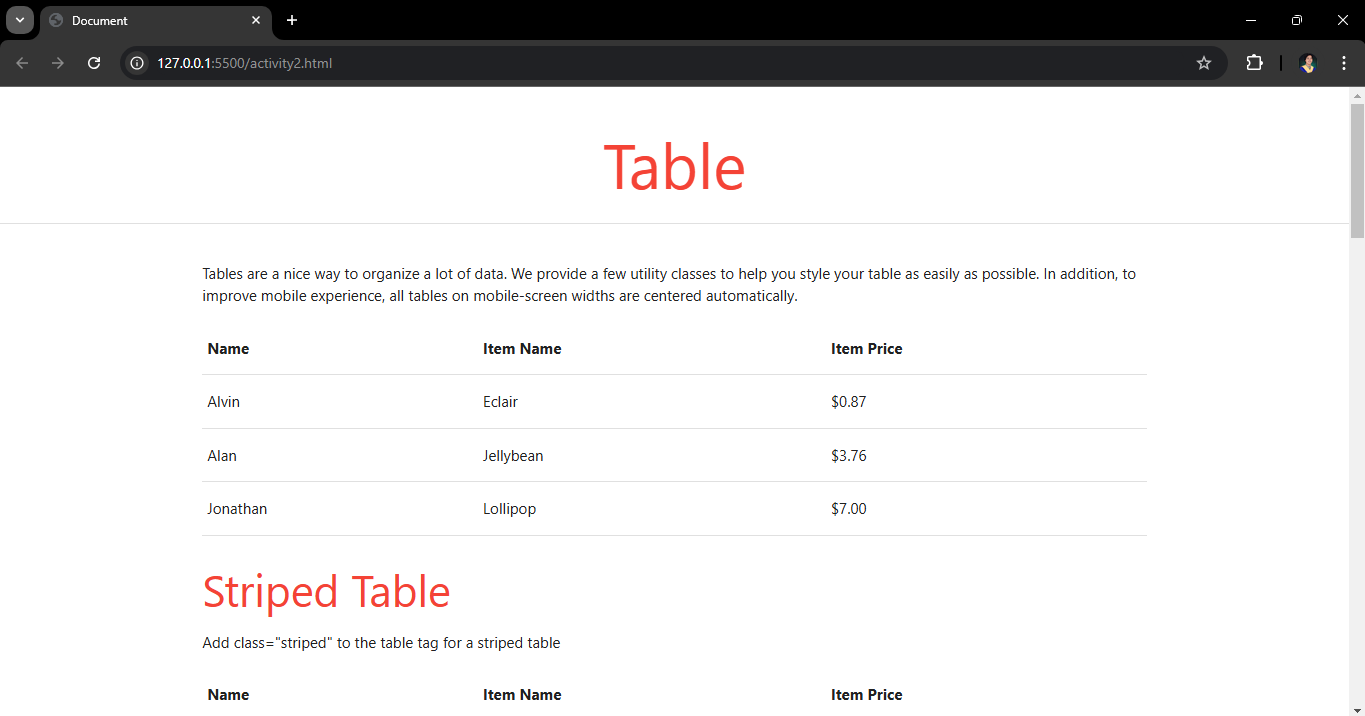 Document
127.0.0.1:5500/activity2.html
Table
Tables are a nice way to organize a lot of data. We provide a few utility classes to help you style your table as easily as possible. In addition, to
improve mobile experience, all tables on mobile-screen widths are centered automatically.
Name Item Name Item Price
Alvin Eclair $0.87
Alan Jellybean $3.76
Jonathan Lollipop $7.00
Striped Table
Add class="striped" to the table tag for a striped table
Name Item Name Item Price